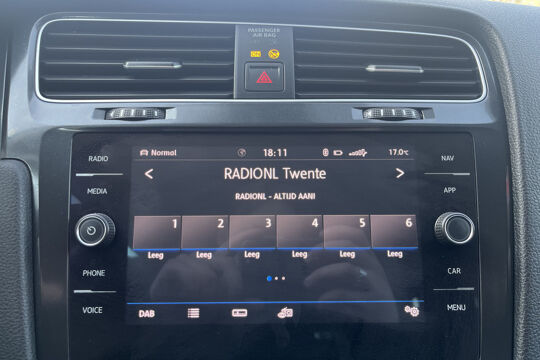 PASSENGER
AIR BAG
ON
RADIO
MEDIA
PHONE
VOICE
Normal 18:11 17.0°C
< RADIONL Twente >
RADIONL - ALTIJD AAN!
1 2 3 4 5 6
Leeg Leeg Leeg Leeg Leeg Leeg
DAB
NAV
APP
CAR
MENU